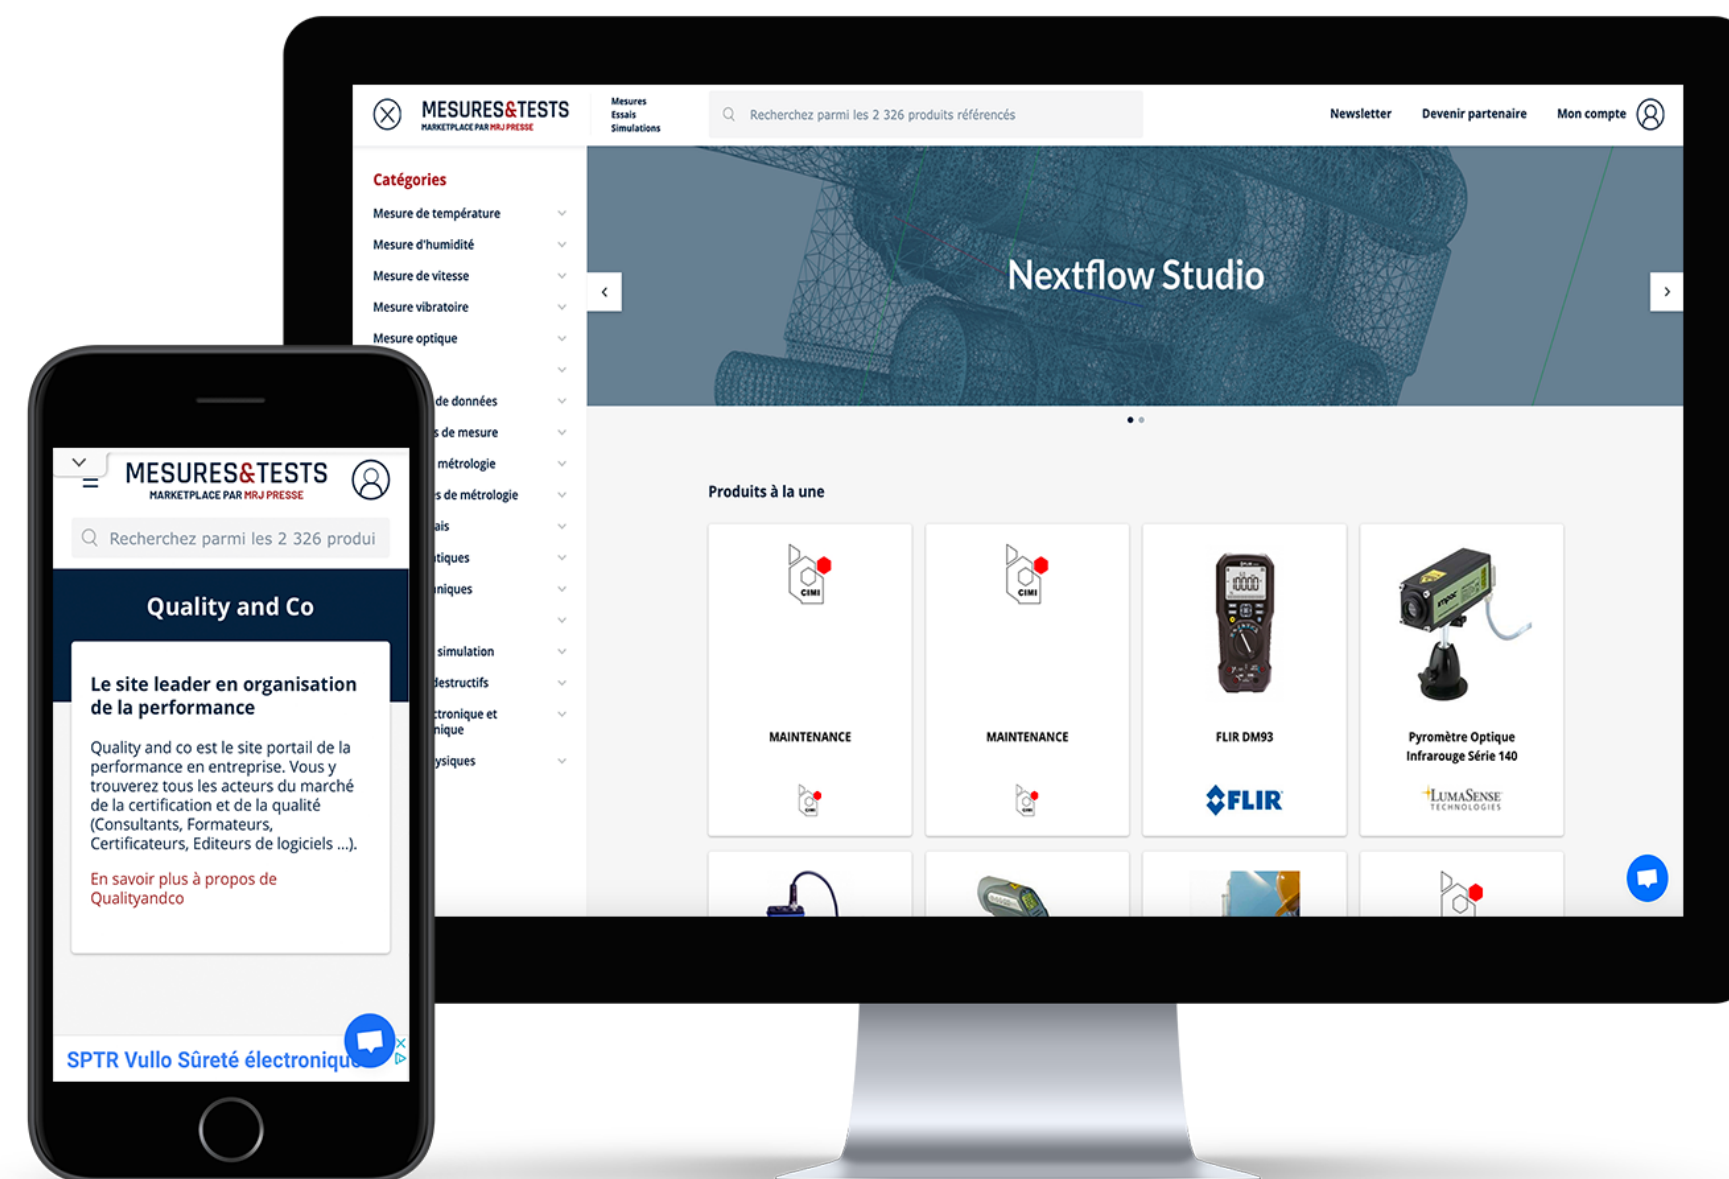 MESURES&TESTS
MARKETPLACE PAR MRJ PRESSE
Mesures
Essais
Simulations
Recherchez parmi les 2 326 produits référencés
Newsletter
Devenir partenaire
Mon compte
Catégories
Mesure de température
Mesure d'humidité
Mesure de vitesse
Mesure vibratoire
Mesure optique
de données
s de mesure
métrologie
s de métrologie
ais
tiques
niques
simulation
destructifs
ctronique et
nique
ysiques
Nextflow Studio
Produits à la une
CIMI
MAINTENANCE
CIMI
CIMI
MAINTENANCE
CIMI
FLIR DM93
FLIR
impac
Pyromètre Optique
Infrarouge Série 140
LUMASENSE
TECHNOLOGIES
MESURES&TESTS
MARKETPLACE PAR MRJ PRESSE
Recherchez parmi les 2 326 produi
Quality and Co
Le site leader en organisation
de la performance
Quality and co est le site portail de la
performance en entreprise. Vous y
trouverez tous les acteurs du marché
de la certification et de la qualité
(Consultants, Formateurs,
Certificateurs, Editeurs de logiciels ...).
En savoir plus à propos de
Qualityandco
SPTR Vullo Sûreté électroniqu